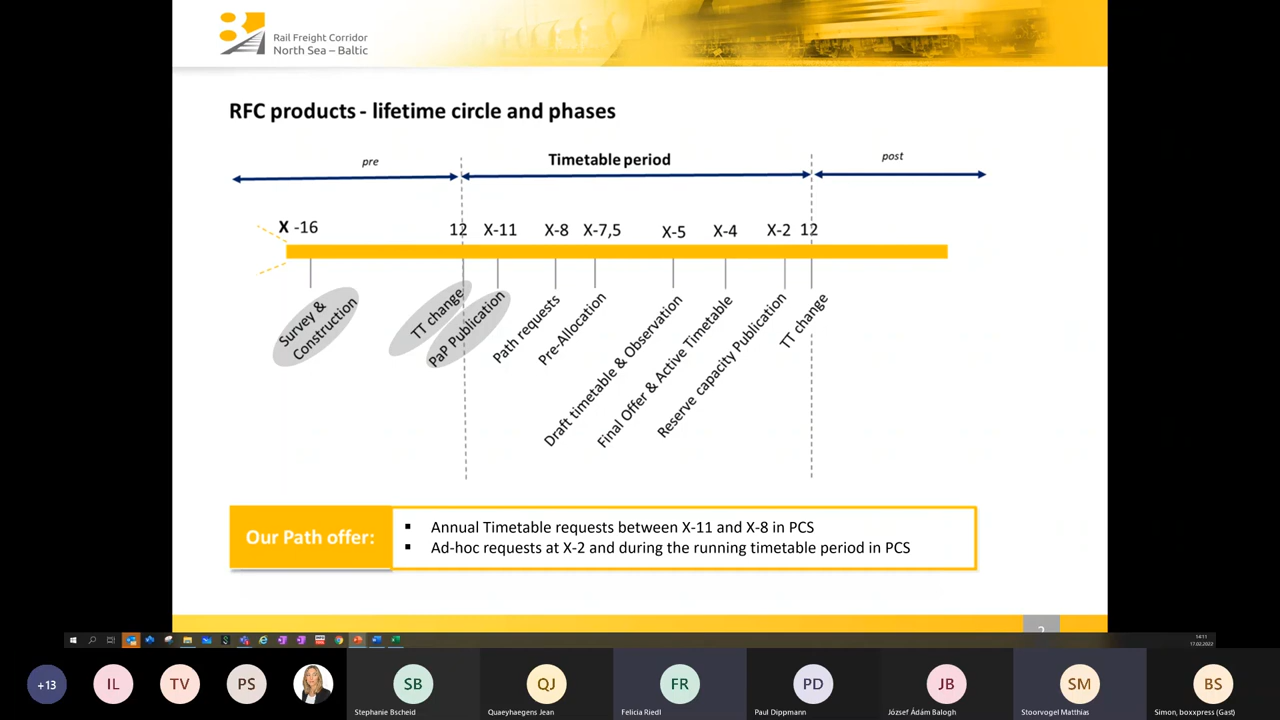 Rail Freight Corridor
North Sea – Baltic
RFC products - lifetime circle and phases
pre
Timetable period
post
X -16
12
X-11
X-8
X-7,5
X-5
X-4
X-2
12
Survey &
Construction
TT change
PaP Publication
Path requests
Pre-Allocation
Draft timetable & Observation
Final Offer & Active Timetable
Reserve capacity Publication
TT change
Our Path offer:
▪ Annual Timetable requests between X-11 and X-8 in PCS
▪ Ad-hoc requests at X-2 and during the running timetable period in PCS
14:11
17.02.2022
+13
IL
TV
PS
SB
QJ
FR
PD
JB
SM
BS
Stephanie Bscheid
Quaeyhaegens Jean
Felicia Riedl
Paul Dippmann
József Ádám Balogh
Stoorvogel Matthias
Simon, boxxpress (Gast)